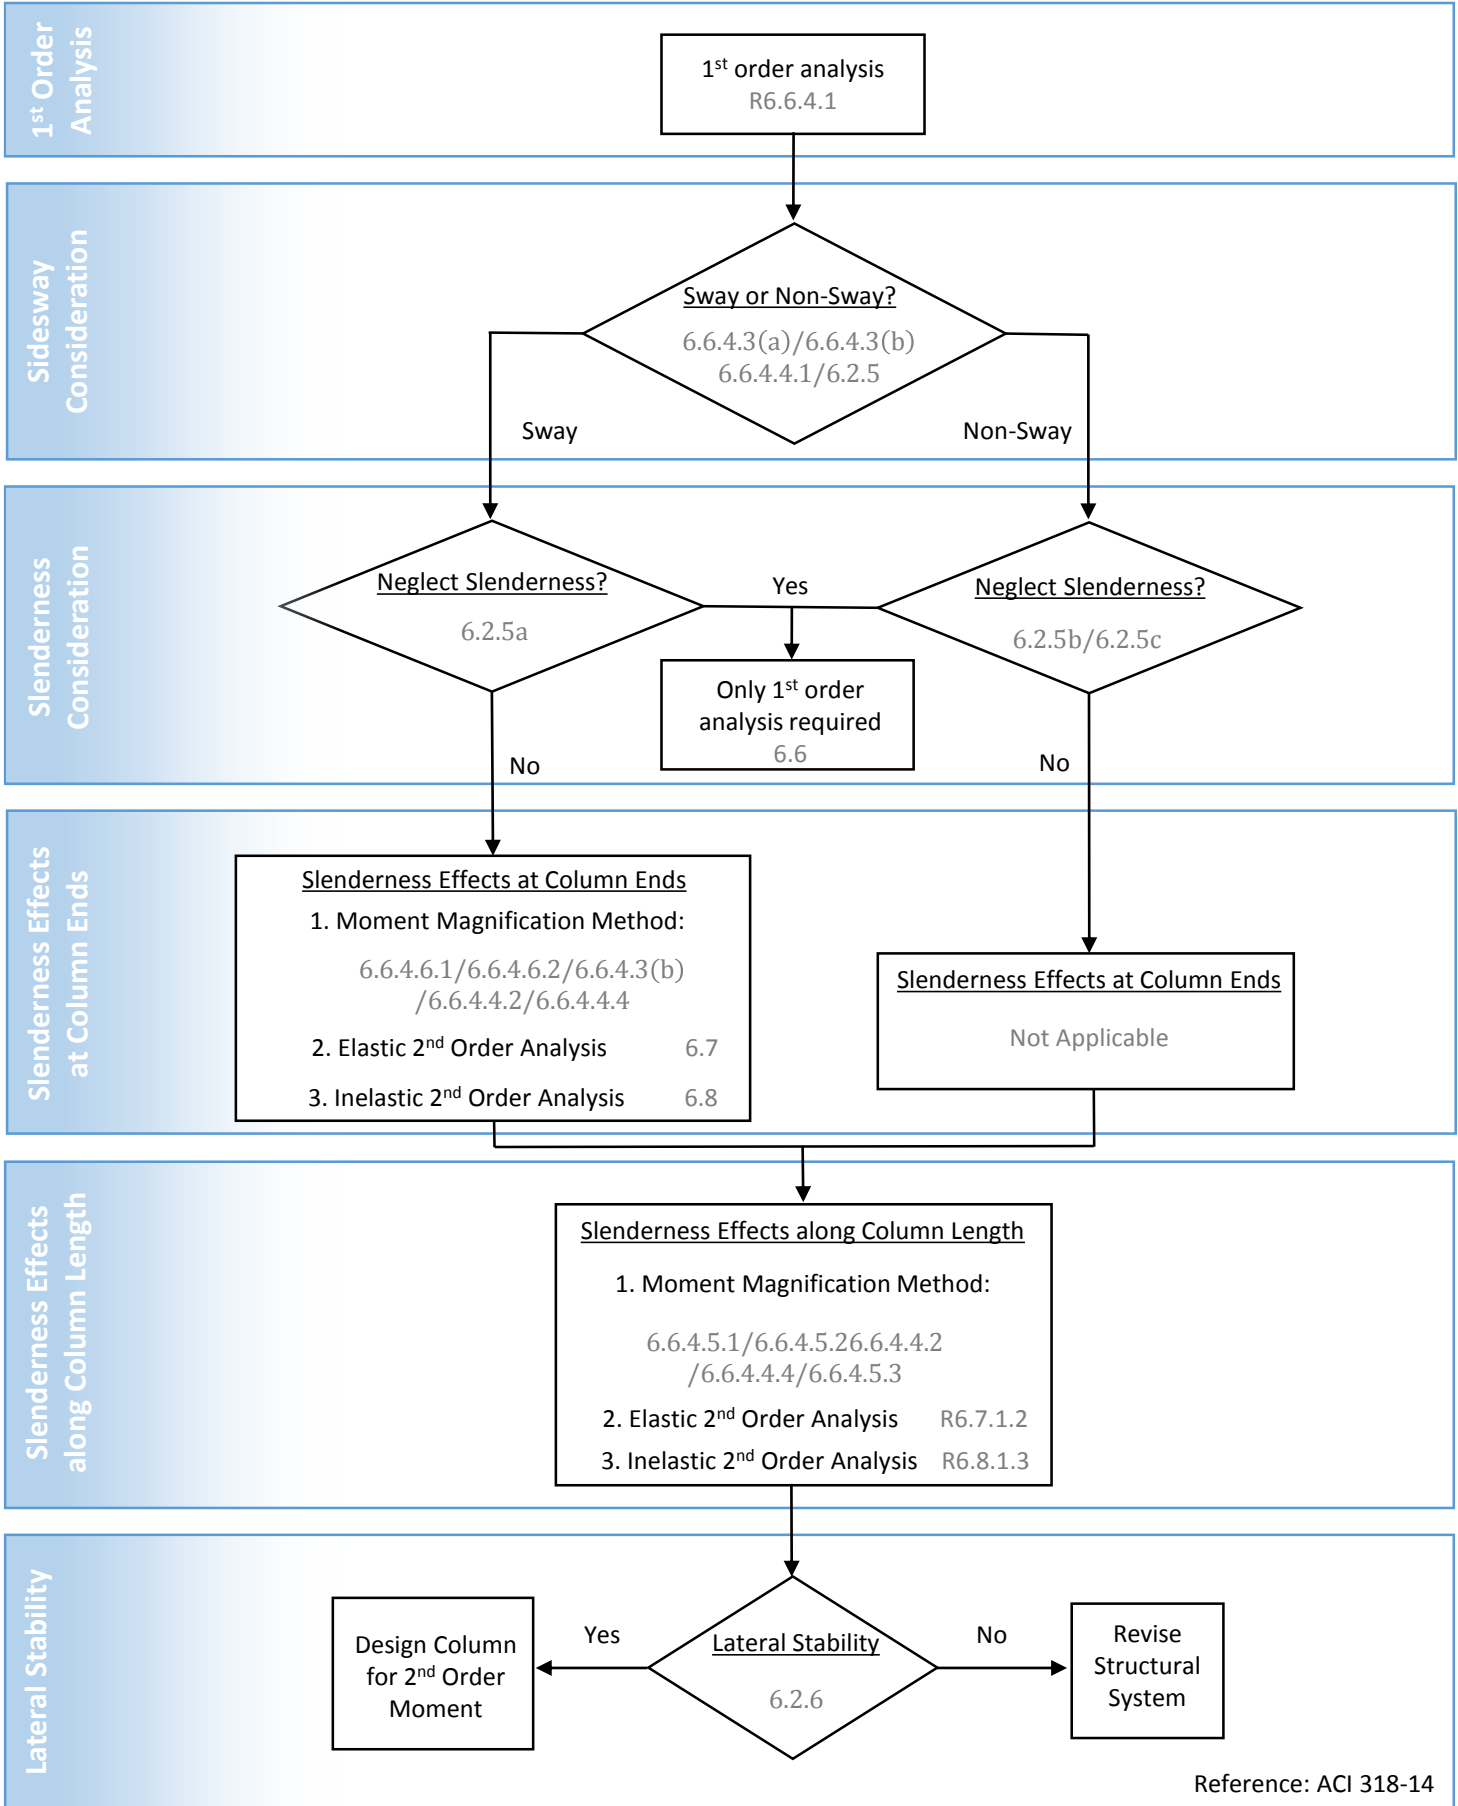 1st Order
Analysis
1st order analysis
R6.6.4.1
Sidesway
Consideration
Sway or Non-Sway?
6.6.4.3(a)/6.6.4.3(b)
6.6.4.4.1/6.2.5
Sway
Non-Sway
Slenderness
Consideration
Neglect Slenderness?
6.2.5a
Yes
Neglect Slenderness?
6.2.5b/6.2.5c
Only 1st order
analysis required
6.6
No
No
Slenderness Effects
at Column Ends
Slenderness Effects at Column Ends
1. Moment Magnification Method:
6.6.4.6.1/6.6.4.6.2/6.6.4.3(b)
/6.6.4.4.2/6.6.4.4.4
2. Elastic 2nd Order Analysis 6.7
3. Inelastic 2nd Order Analysis 6.8
Slenderness Effects at Column Ends
Not Applicable
Slenderness Effects
along Column Length
Slenderness Effects along Column Length
1. Moment Magnification Method:
6.6.4.5.1/6.6.4.5.26.6.4.4.2
/6.6.4.4.4/6.6.4.5.3
2. Elastic 2nd Order Analysis R6.7.1.2
3. Inelastic 2nd Order Analysis R6.8.1.3
Lateral Stability
Design Column
for 2nd Order
Moment
Yes
Lateral Stability
6.2.6
No
Revise
Structural
System
Reference: ACI 318-14